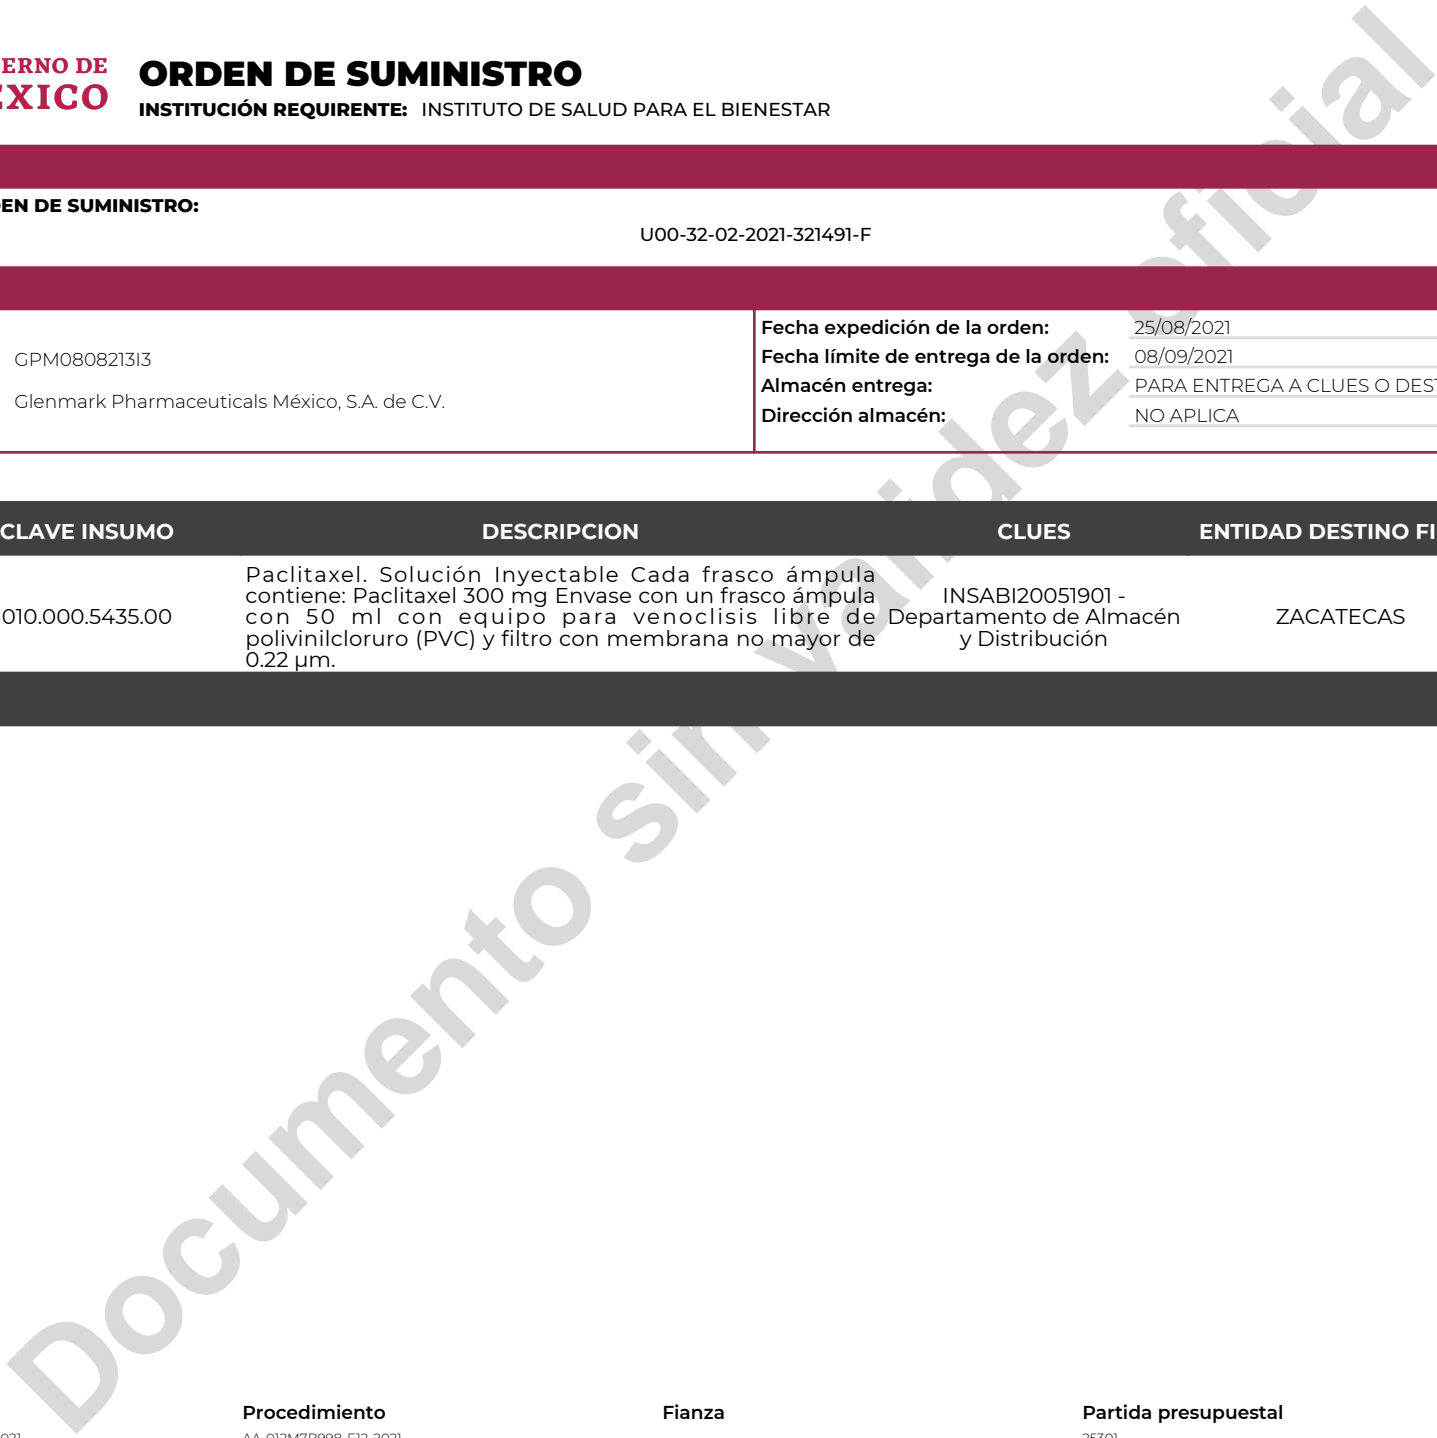 ERNO DE
ÉXICO
ORDEN DE SUMINISTRO
INSTITUCIÓN REQUIRENTE: INSTITUTO DE SALUD PARA EL BIENESTAR
EN DE SUMINISTRO:
U00-32-02-2021-321491-F
GPM0808213I3
Glenmark Pharmaceuticals México, S.A. de C.V.
Fecha expedición de la orden: 25/08/2021
Fecha límite de entrega de la orden: 08/09/2021
Almacén entrega: PARA ENTREGA A CLUES O DEST
Dirección almacén: NO APLICA
CLAVE INSUMO DESCRIPCION CLUES ENTIDAD DESTINO FI
010.000.5435.00
Paclitaxel. Solución Inyectable Cada frasco ámpula
contiene: Paclitaxel 300 mg Envase con un frasco ámpula
con 50 ml con equipo para venoclisis libre de
polivinilcloruro (PVC) y filtro con membrana no mayor de
0.22 µm.
INSABI20051901 -
Departamento de Almacén
y Distribución
ZACATECAS
Documento sin validez oficial
Procedimiento Fianza Partida presupuestal